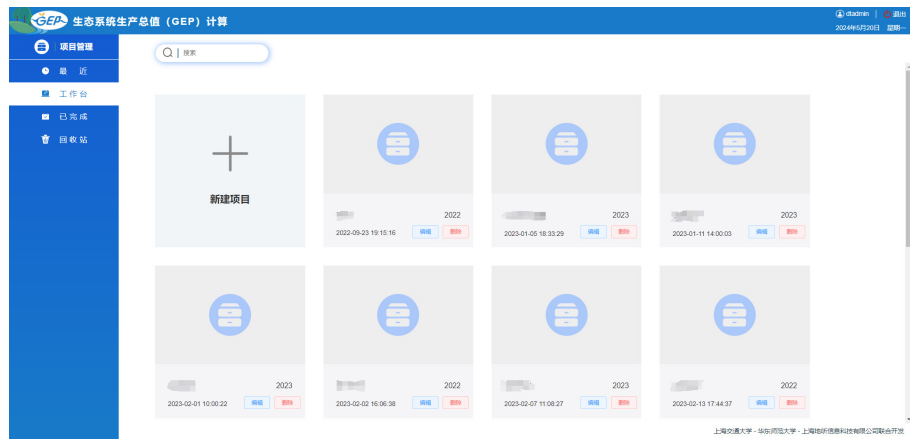 GEP 生态系统生产总值（GEP）计算
dtadmin | 退出
2024年5月20日 星期一
项目管理
最 近
工作台
已完成
回收站
搜索
新建项目
2022
2022-09-23 19:15:16 编辑 删除
2023
2023-01-05 18:33:29 编辑 删除
2023
2023-01-11 14:00:03 编辑 删除
2023
2023-02-01 10:00:22 编辑 删除
2022
2023-02-02 16:06:38 编辑 删除
2023
2023-02-07 11:08:27 编辑 删除
2022
2023-02-13 17:44:37 编辑 删除
上海交通大学 - 华东师范大学 - 上海地听信息科技有限公司联合开发